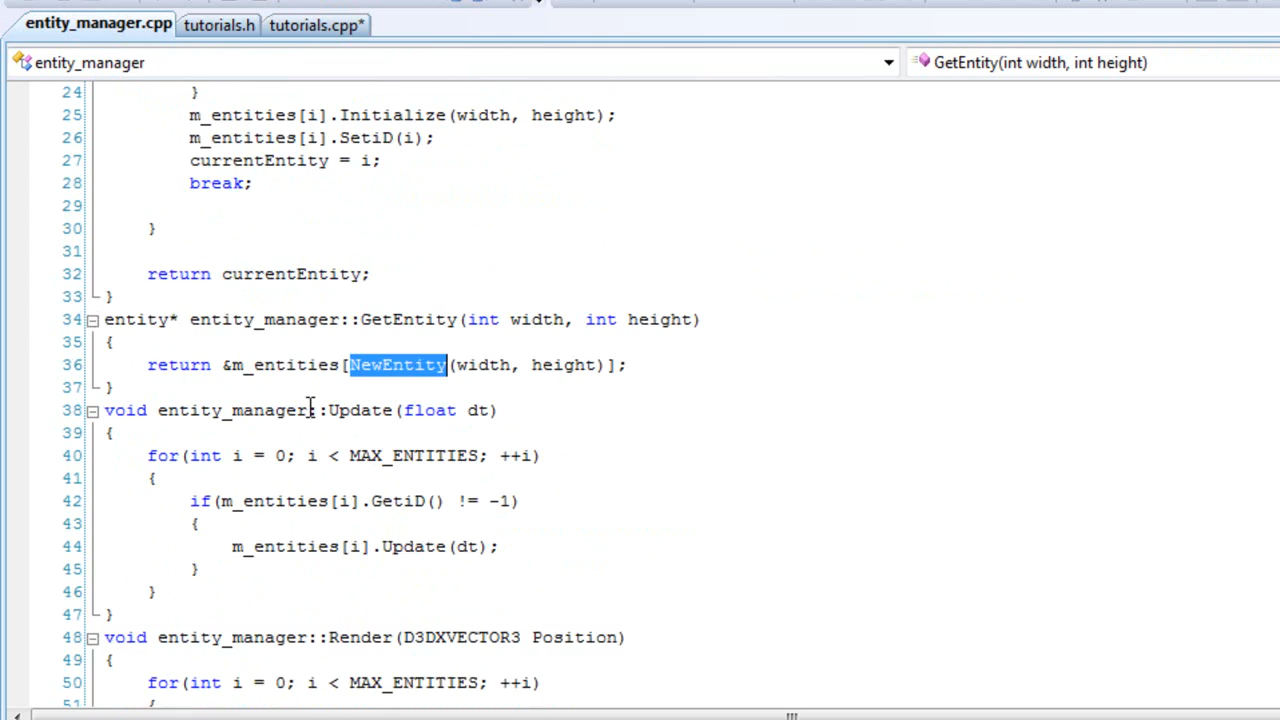 entity_manager.cpp tutorials.h tutorials.cpp*
entity_manager GetEntity(int width, int height)
24 }
25 m_entities[i].Initialize(width, height);
26 m_entities[i].SetiD(i);
27 currentEntity = i;
28 break;
29
30 }
31
32 return currentEntity;
33 }
34 entity* entity_manager::GetEntity(int width, int height)
35 {
36 return &m_entities[NewEntity(width, height)];
37 }
38 void entity_manager::Update(float dt)
39 {
40 for(int i = 0; i < MAX_ENTITIES; ++i)
41 {
42 if(m_entities[i].GetiD() != -1)
43 {
44 m_entities[i].Update(dt);
45 }
46 }
47 }
48 void entity_manager::Render(D3DXVECTOR3 Position)
49 {
50 for(int i = 0; i < MAX_ENTITIES; ++i)
51 {